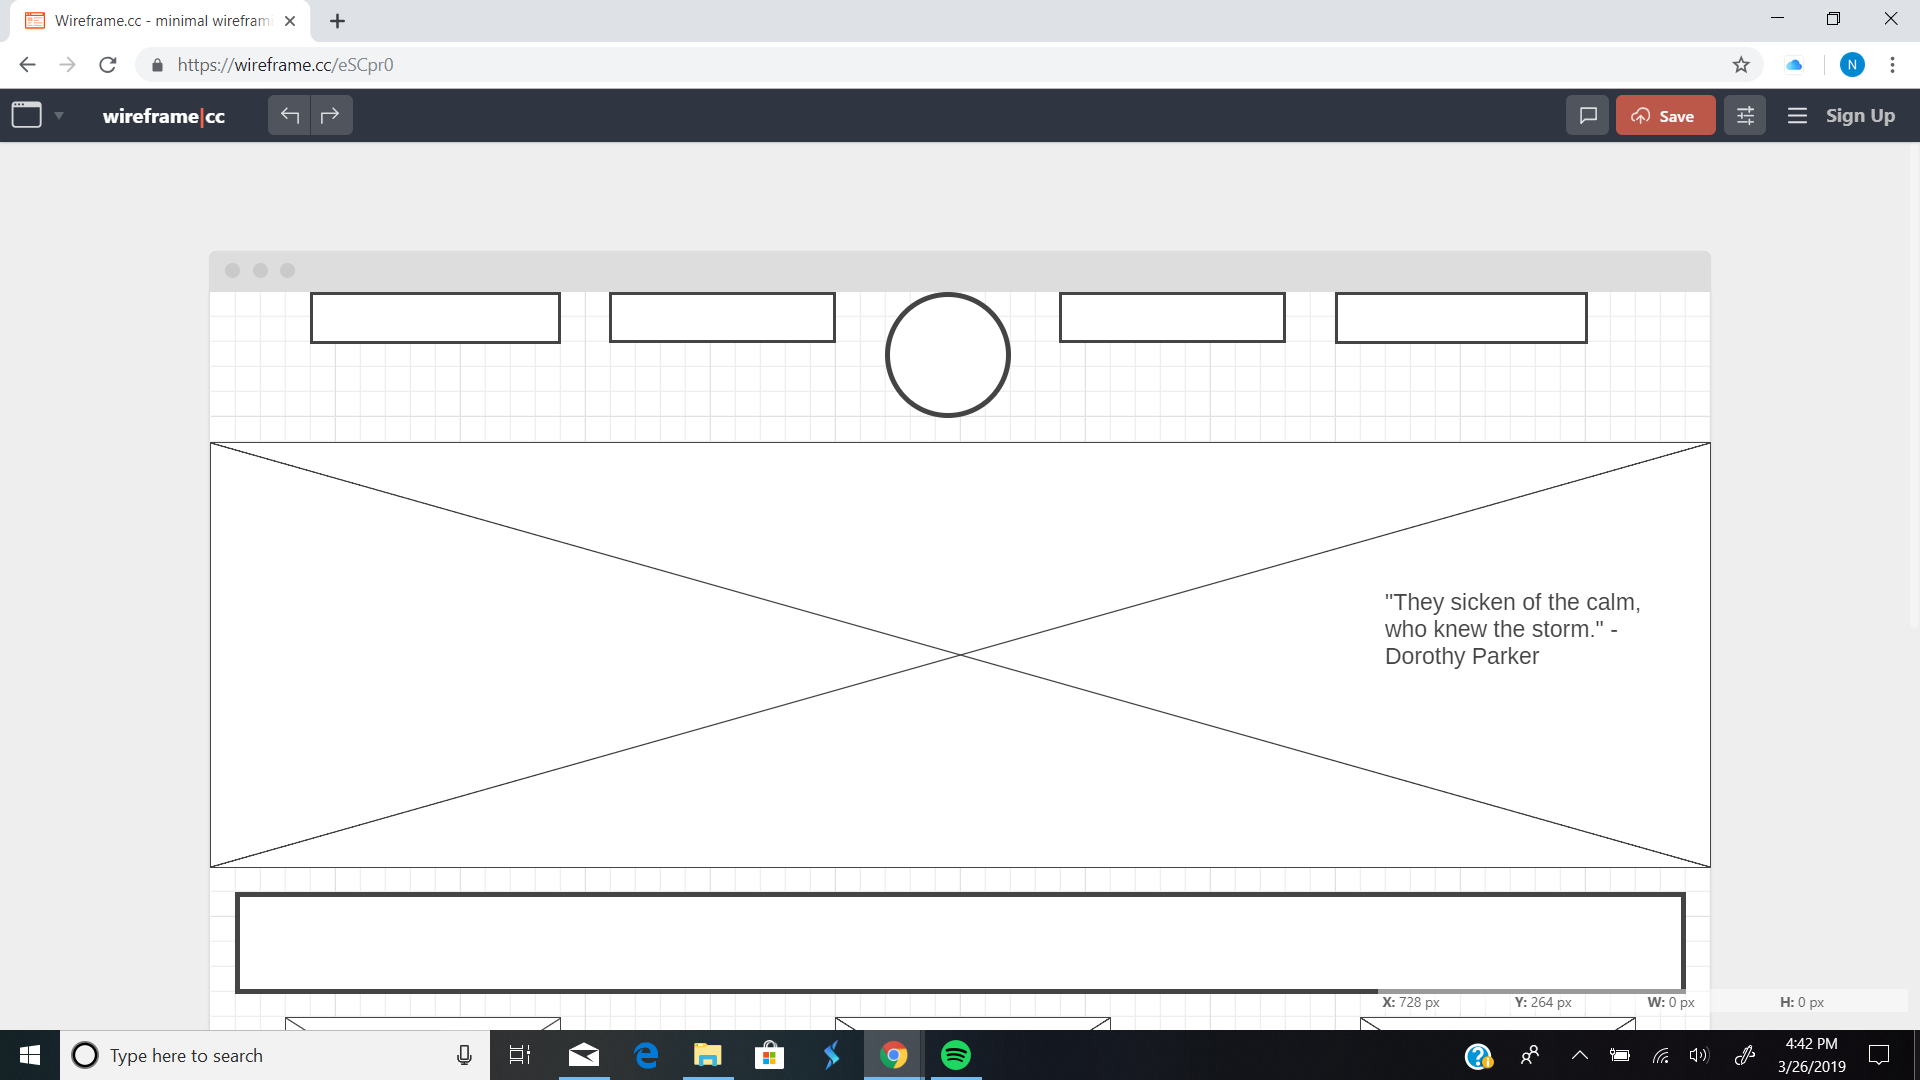 Wireframe.cc - minimal wirefram
https://wireframe.cc/eSCpr0
N
wireframe|cc
Save
Sign Up
"They sicken of the calm,
who knew the storm." -
Dorothy Parker
X: 728 px Y: 264 px W: 0 px H: 0 px
Type here to search
4:42 PM
3/26/2019